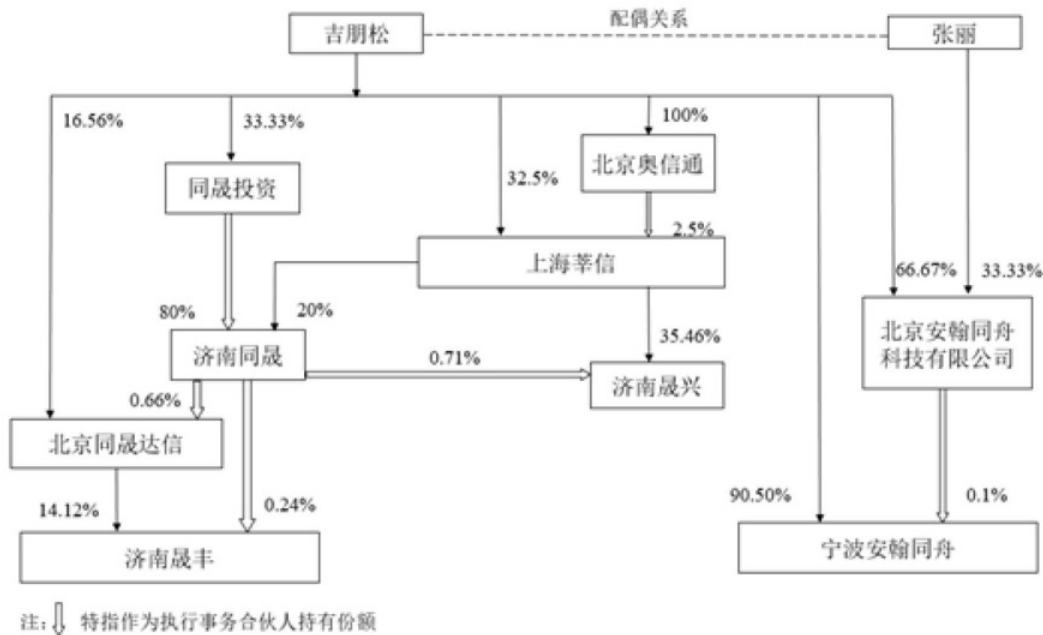 配偶关系
吉朋松
张丽
16.56%
33.33%
100%
同晟投资
32.5%
北京奥信通
2.5%
上海莘信
66.67%
33.33%
80%
20%
35.46%
北京安翰同舟
科技有限公司
济南同晟
0.71%
济南晟兴
0.66%
北京同晟达信
14.12%
0.24%
90.50%
0.1%
济南晟丰
宁波安翰同舟
注: 特指作为执行事务合伙人持有份额